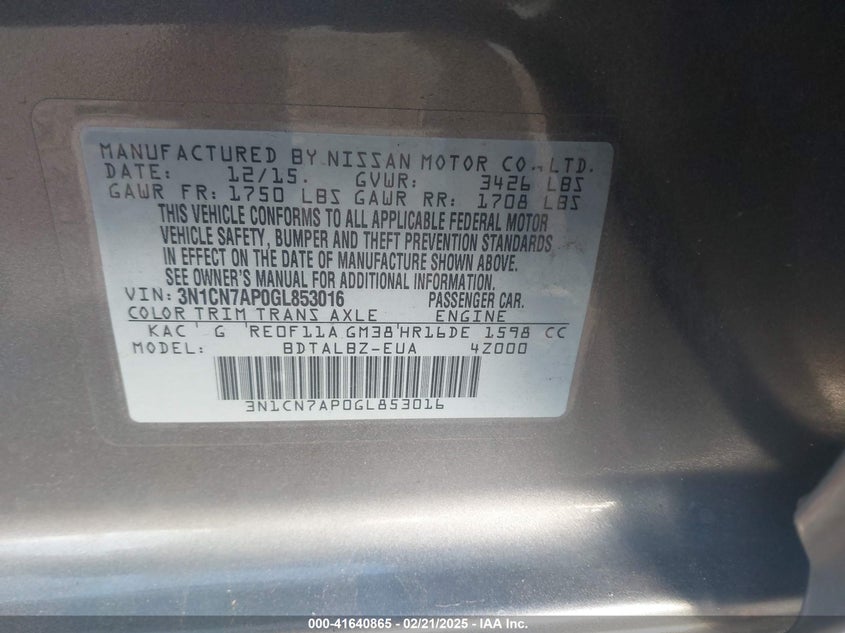 MANUFACTURED BY NISSAN MOTOR CO., LTD.
DATE: 12/15. GVWR: 3426 LBS
GAWR FR: 1750 LBS GAWR RR: 1708 LBS
THIS VEHICLE CONFORMS TO ALL APPLICABLE FEDERAL MOTOR
VEHICLE SAFETY, BUMPER AND THEFT PREVENTION STANDARDS
IN EFFECT ON THE DATE OF MANUFACTURE SHOWN ABOVE.
SEE OWNER'S MANUAL FOR ADDITIONAL INFORMATION.
VIN: 3N1CN7AP0GL853016 PASSENGER CAR.
COLOR TRIM TRANS AXLE ENGINE
KAC G RE0F11A GM38 HR16DE 1598 CC
MODEL: BDTALBZ-EUA 4Z000
3N1CN7AP0GL853016
000-41640865 - 02/21/2025 - IAA Inc.